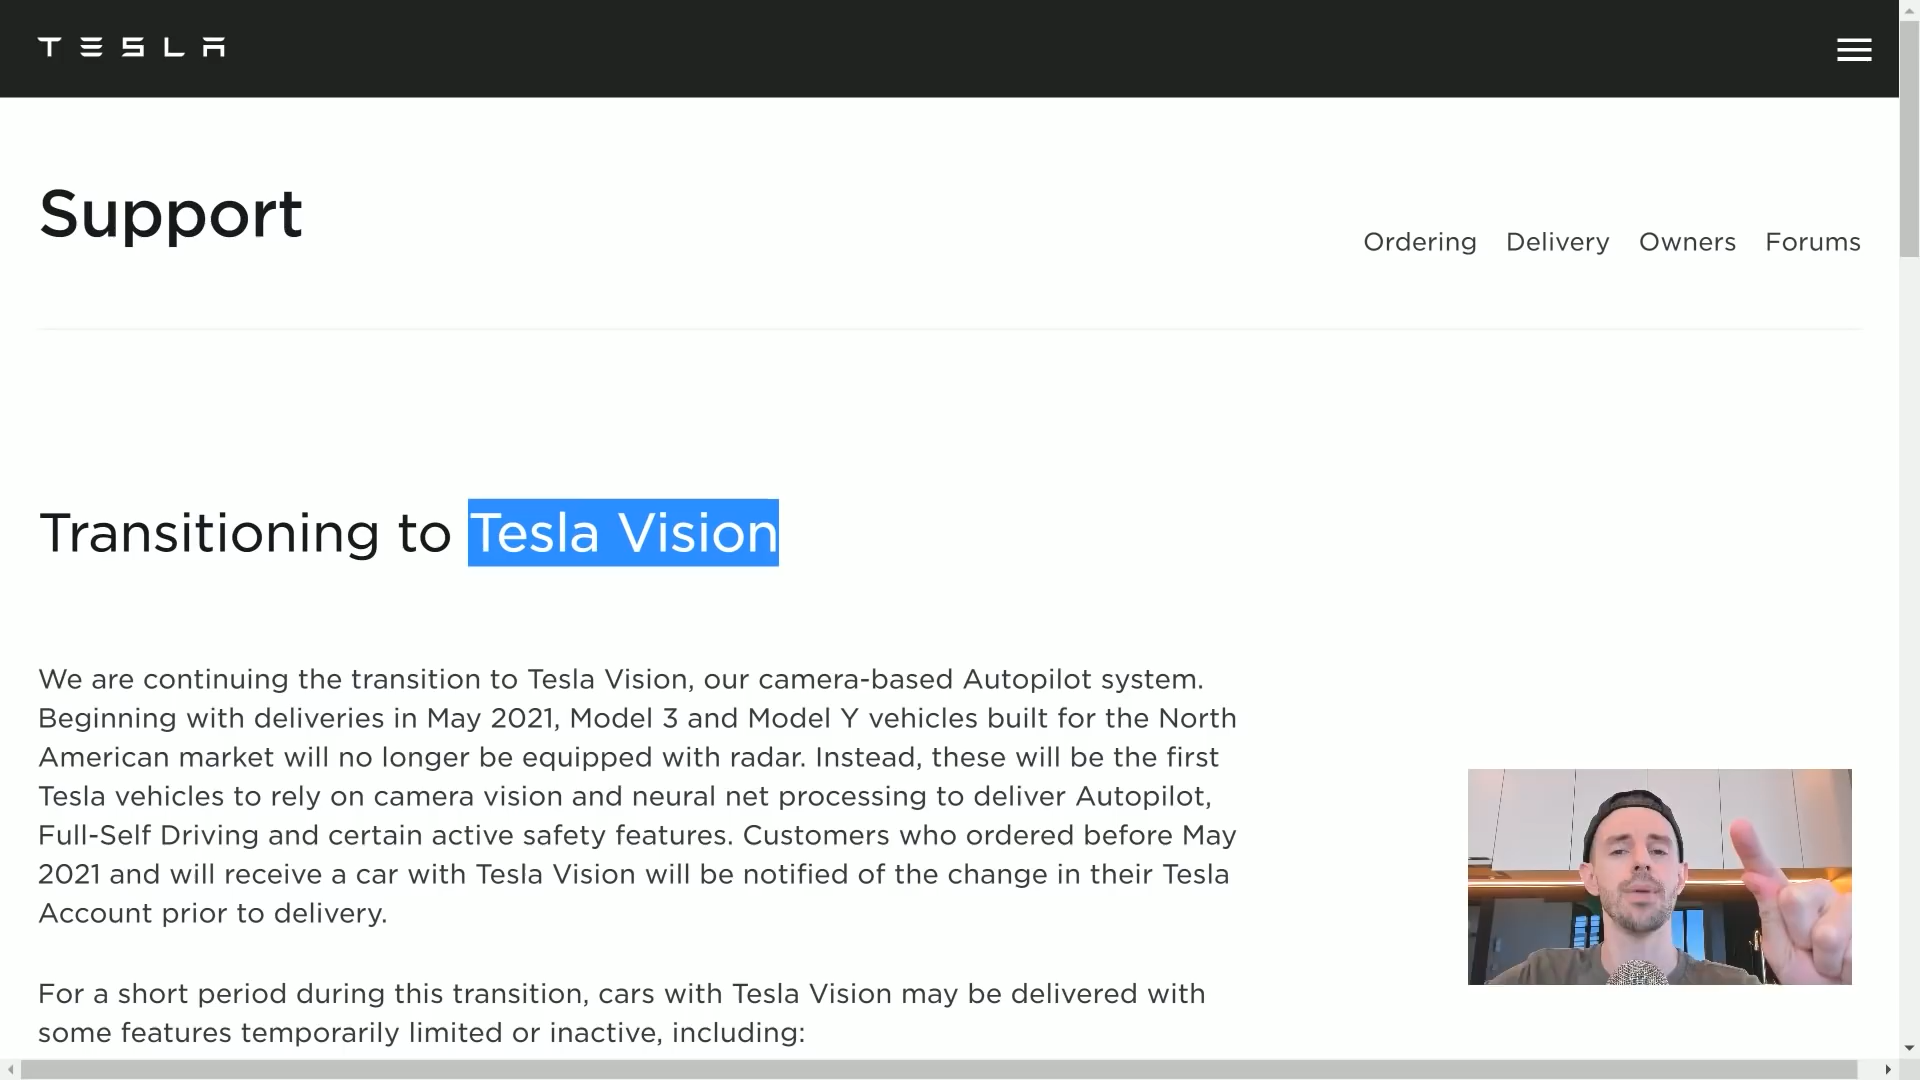 TESLA
Support
Ordering Delivery Owners Forums
Transitioning to Tesla Vision
We are continuing the transition to Tesla Vision, our camera-based Autopilot system.
Beginning with deliveries in May 2021, Model 3 and Model Y vehicles built for the North
American market will no longer be equipped with radar. Instead, these will be the first
Tesla vehicles to rely on camera vision and neural net processing to deliver Autopilot,
Full-Self Driving and certain active safety features. Customers who ordered before May
2021 and will receive a car with Tesla Vision will be notified of the change in their Tesla
Account prior to delivery.
For a short period during this transition, cars with Tesla Vision may be delivered with
some features temporarily limited or inactive, including: